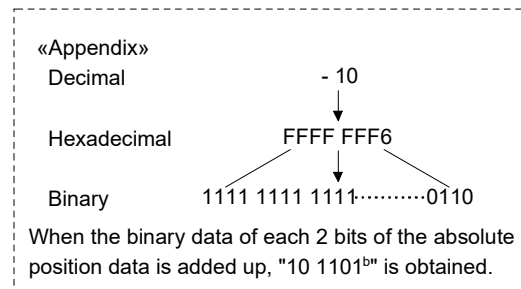 «Appendix»
Decimal - 10
Hexadecimal FFFF FFF6
Binary 1111 1111 1111···········0110
When the binary data of each 2 bits of the absolute
position data is added up, "10 1101ᵇ" is obtained.